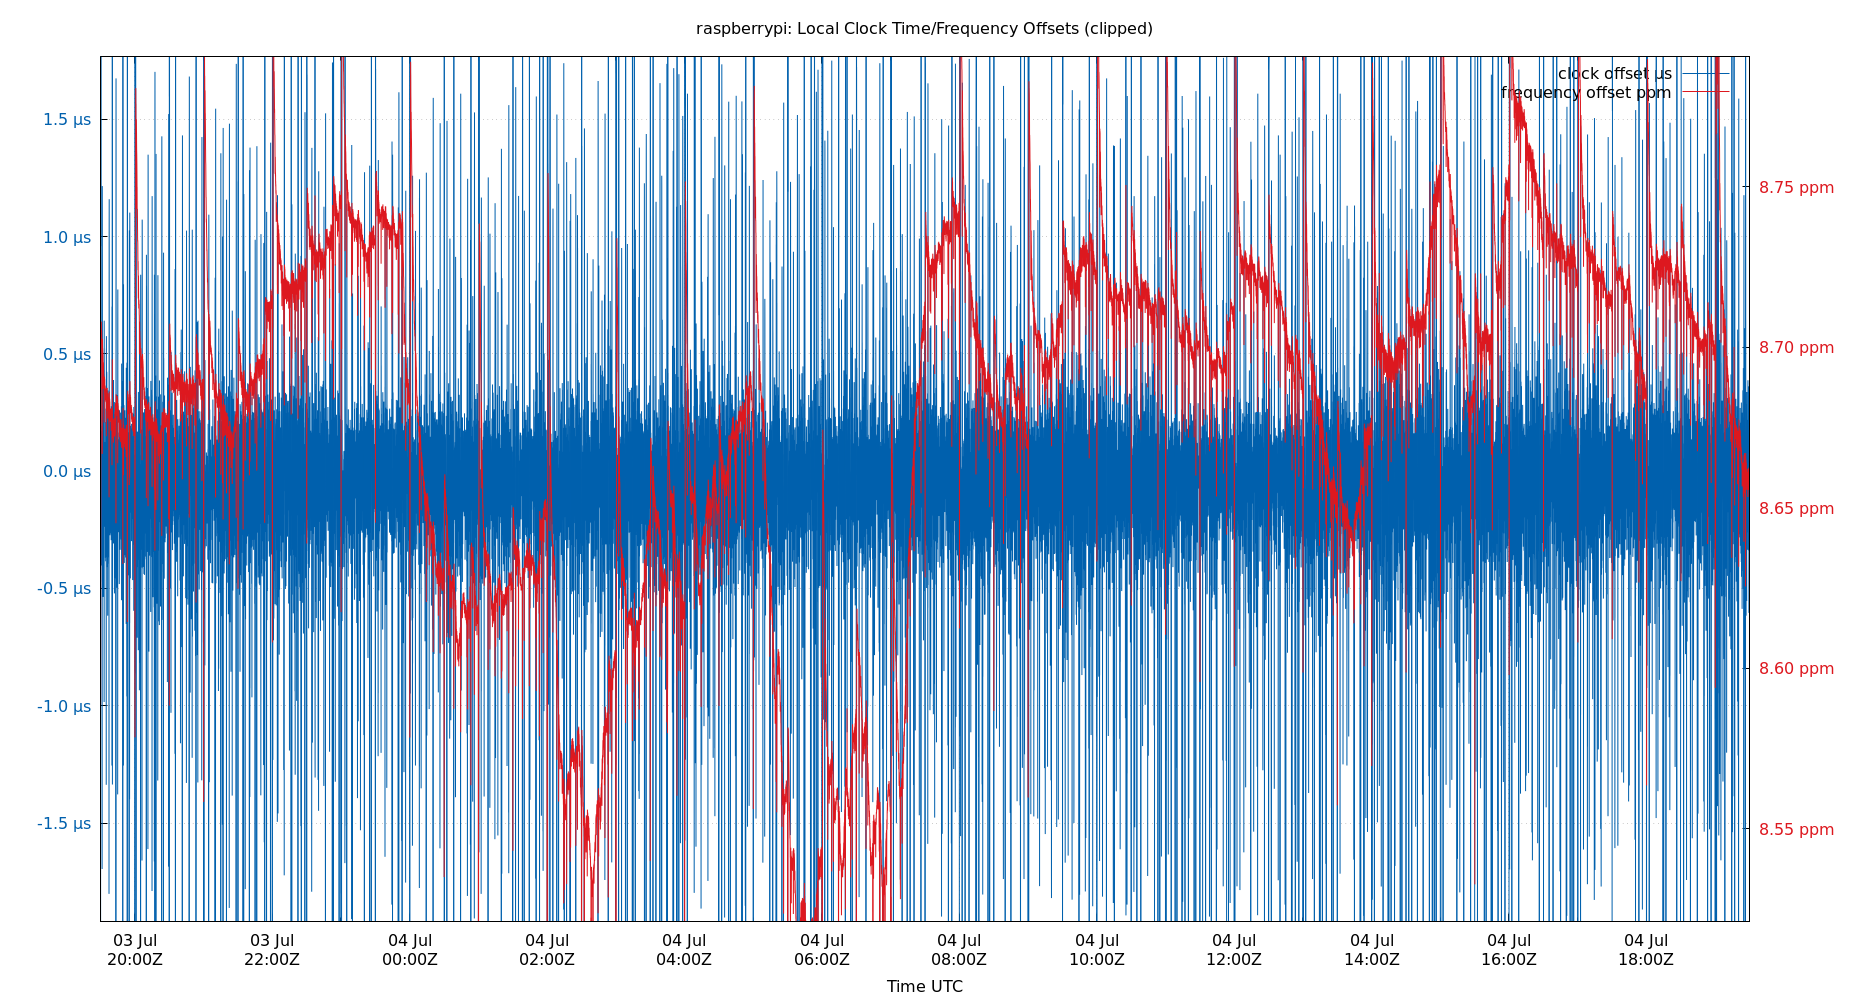 raspberrypi: Local Clock Time/Frequency Offsets (clipped)
clock offset µs
frequency offset ppm
1.5 µs
1.0 µs
0.5 µs
0.0 µs
-0.5 µs
-1.0 µs
-1.5 µs
8.75 ppm
8.70 ppm
8.65 ppm
8.60 ppm
8.55 ppm
03 Jul 03 Jul 04 Jul 04 Jul 04 Jul 04 Jul 04 Jul 04 Jul 04 Jul 04 Jul 04 Jul 04 Jul
20:00Z 22:00Z 00:00Z 02:00Z 04:00Z 06:00Z 08:00Z 10:00Z 12:00Z 14:00Z 16:00Z 18:00Z
Time UTC